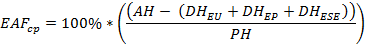 EAF_cp = 100% * ( (AH − (DH_EU + DH_EP + DH_ESE)) / PH )